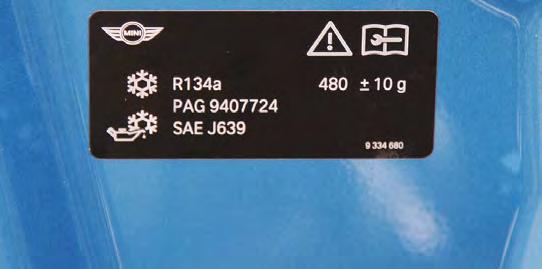 MINI
R134a 480 ± 10 g
PAG 9407724
SAE J639
9 334 680